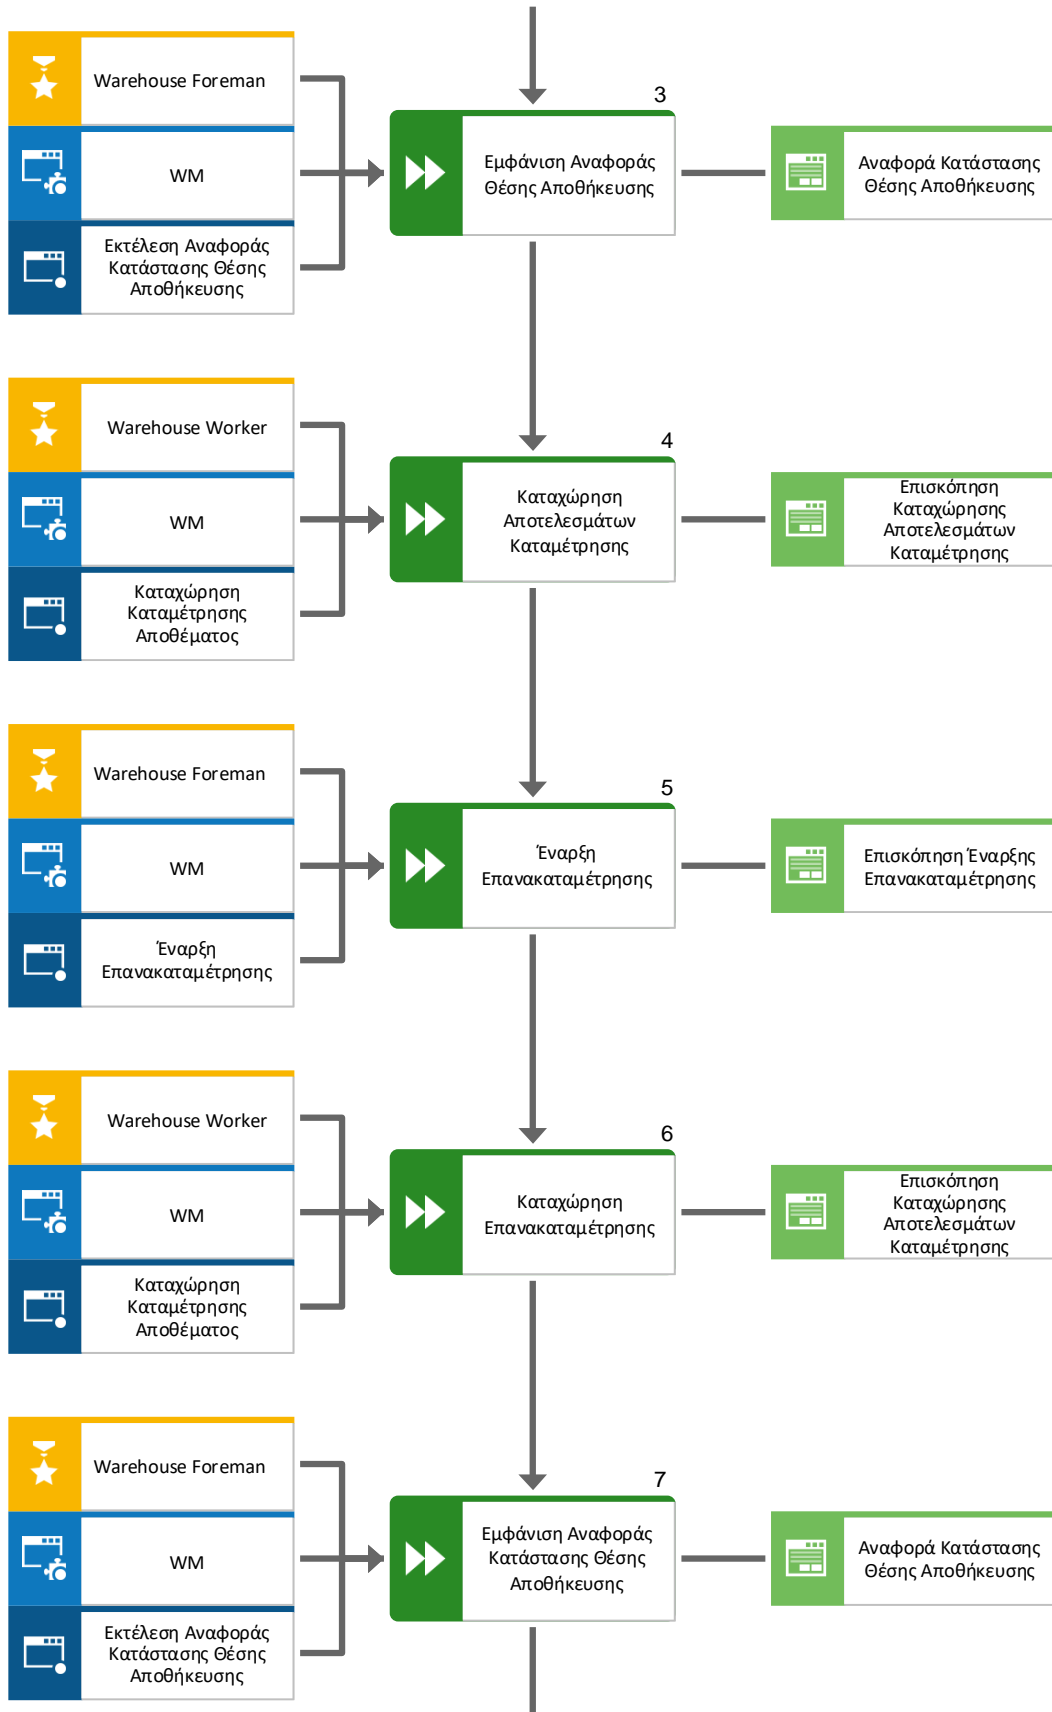 Warehouse Foreman
WM
Εκτέλεση Αναφοράς
Κατάστασης Θέσης
Αποθήκευσης
3
Εμφάνιση Αναφοράς
Θέσης Αποθήκευσης
Αναφορά Κατάστασης
Θέσης Αποθήκευσης
Warehouse Worker
WM
Καταχώρηση
Καταμέτρησης
Αποθέματος
4
Καταχώρηση
Αποτελεσμάτων
Καταμέτρησης
Επισκόπηση
Καταχώρησης
Αποτελεσμάτων
Καταμέτρησης
Warehouse Foreman
WM
Έναρξη
Επανακαταμέτρησης
5
Έναρξη
Επανακαταμέτρησης
Επισκόπηση Έναρξης
Επανακαταμέτρησης
Warehouse Worker
WM
Καταχώρηση
Καταμέτρησης
Αποθέματος
6
Καταχώρηση
Επανακαταμέτρησης
Επισκόπηση
Καταχώρησης
Αποτελεσμάτων
Καταμέτρησης
Warehouse Foreman
WM
Εκτέλεση Αναφοράς
Κατάστασης Θέσης
Αποθήκευσης
7
Εμφάνιση Αναφοράς
Κατάστασης Θέσης
Αποθήκευσης
Αναφορά Κατάστασης
Θέσης Αποθήκευσης